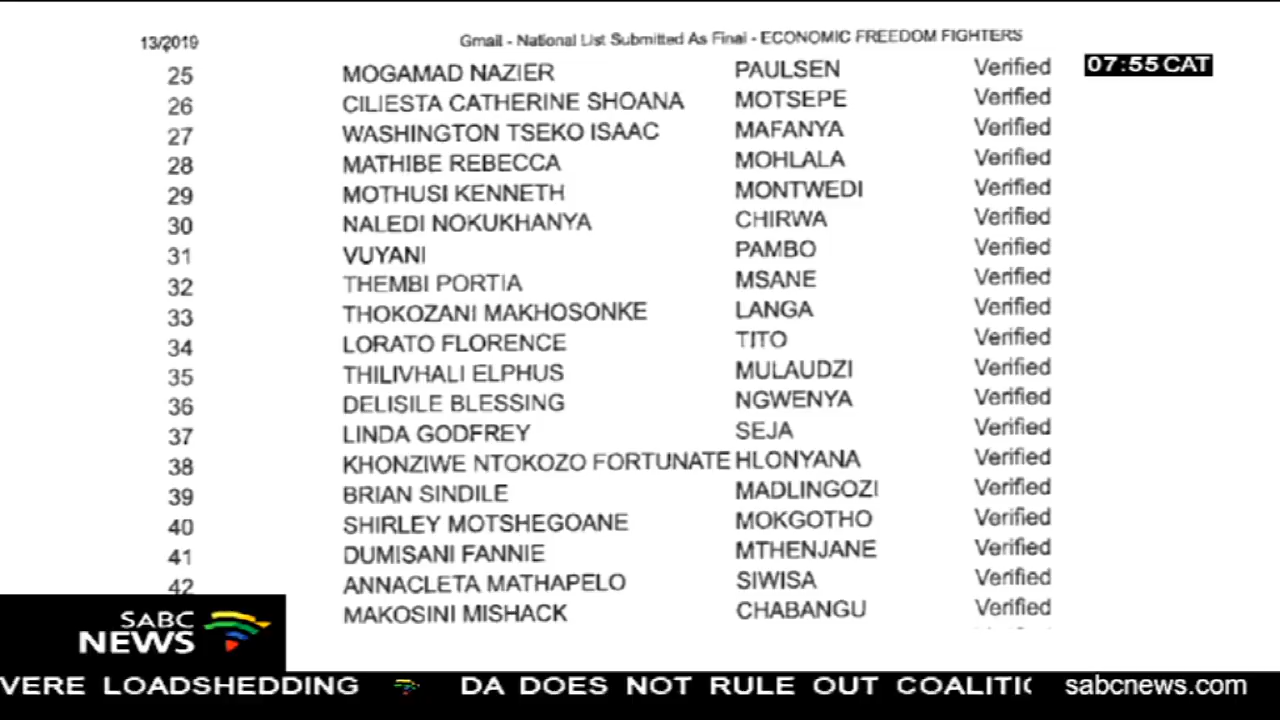 13/2019 Gmail - National List Submitted As Final - ECONOMIC FREEDOM FIGHTERS
07:55 CAT
25 MOGAMAD NAZIER PAULSEN Verified
26 CILIESTA CATHERINE SHOANA MOTSEPE Verified
27 WASHINGTON TSEKO ISAAC MAFANYA Verified
28 MATHIBE REBECCA MOHLALA Verified
29 MOTHUSI KENNETH MONTWEDI Verified
30 NALEDI NOKUKHANYA CHIRWA Verified
31 VUYANI PAMBO Verified
32 THEMBI PORTIA MSANE Verified
33 THOKOZANI MAKHOSONKE LANGA Verified
34 LORATO FLORENCE TITO Verified
35 THILIVHALI ELPHUS MULAUDZI Verified
36 DELISILE BLESSING NGWENYA Verified
37 LINDA GODFREY SEJA Verified
38 KHONZIWE NTOKOZO FORTUNATE HLONYANA Verified
39 BRIAN SINDILE MADLINGOZI Verified
40 SHIRLEY MOTSHEGOANE MOKGOTHO Verified
41 DUMISANI FANNIE MTHENJANE Verified
42 ANNACLETA MATHAPELO SIWISA Verified
MAKOSINI MISHACK CHABANGU Verified
SABC
NEWS
VERE LOADSHEDDING DA DOES NOT RULE OUT COALITI sabcnews.com